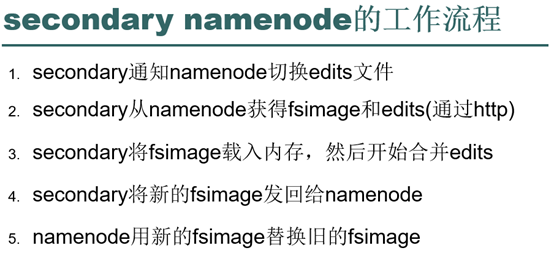 secondary namenode的工作流程
1. secondary通知namenode切换edits文件
2. secondary从namenode获得fsimage和edits(通过http)
3. secondary将fsimage载入内存，然后开始合并edits
4. secondary将新的fsimage发回给namenode
5. namenode用新的fsimage替换旧的fsimage